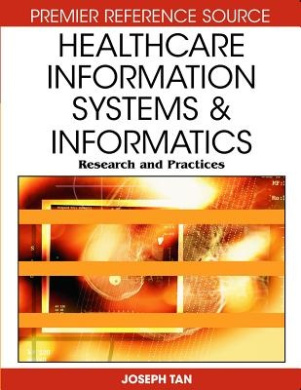 PREMIER REFERENCE SOURCE
HEALTHCARE
INFORMATION
SYSTEMS &
INFORMATICS
Research and Practices
JOSEPH TAN